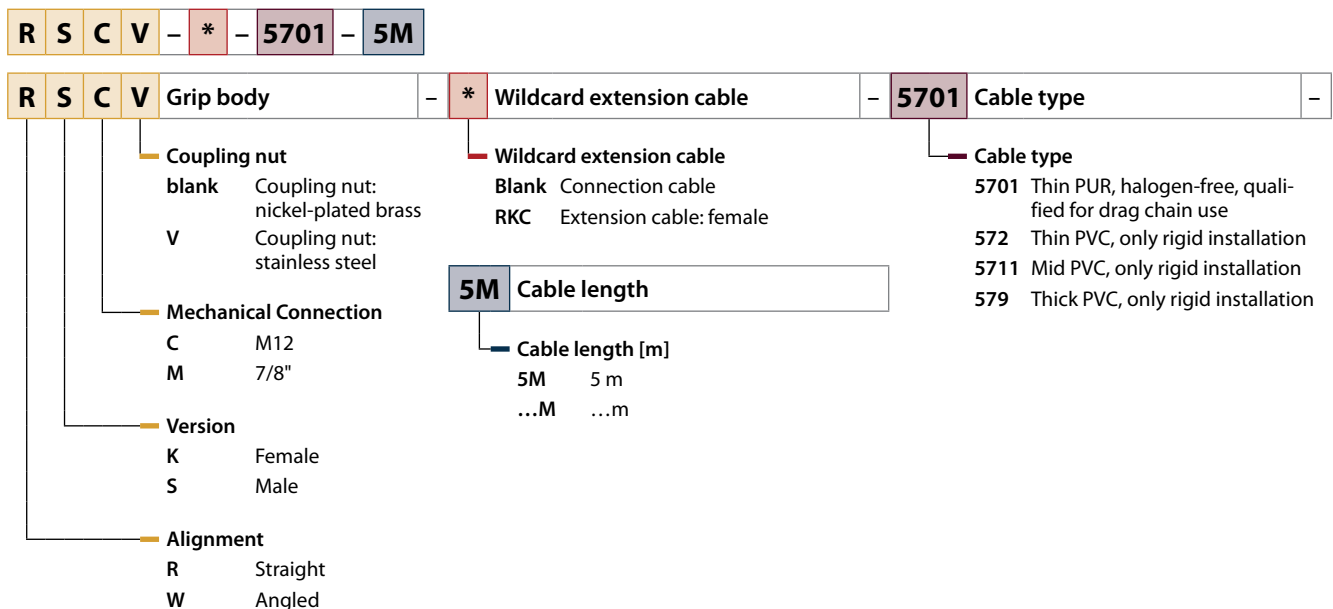 R S C V – * – 5701 – 5M
R S C V Grip body – * Wildcard extension cable – 5701 Cable type –
Coupling nut
blank Coupling nut:
nickel-plated brass
V Coupling nut:
stainless steel
Mechanical Connection
C M12
M 7/8"
Version
K Female
S Male
Alignment
R Straight
W Angled
Wildcard extension cable
Blank Connection cable
RKC Extension cable: female
5M Cable length
Cable length [m]
5M 5 m
…M …m
Cable type
5701 Thin PUR, halogen-free, quali-
fied for drag chain use
572 Thin PVC, only rigid installation
5711 Mid PVC, only rigid installation
579 Thick PVC, only rigid installation